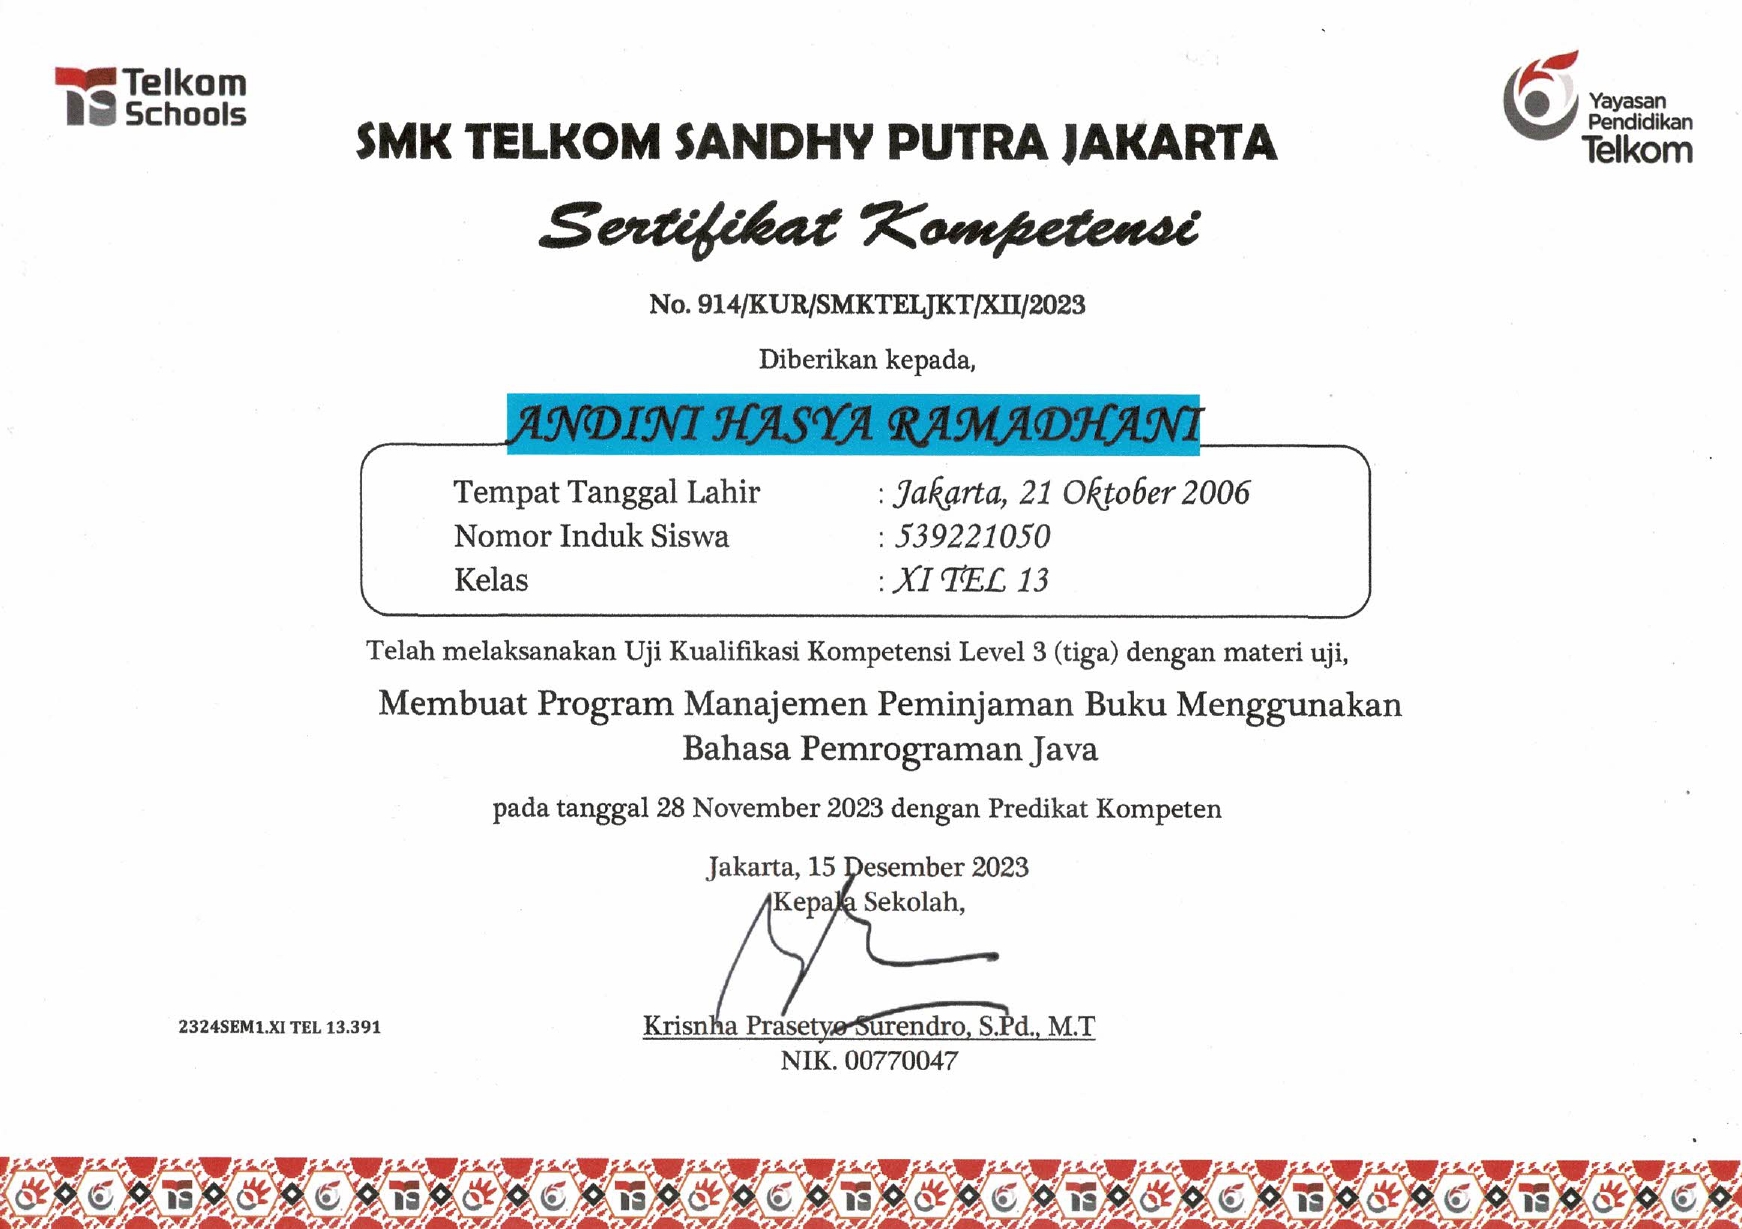 Telkom
Schools
Yayasan
Pendidikan
Telkom
SMK TELKOM SANDHY PUTRA JAKARTA
Sertifikat Kompetensi
No. 914/KUR/SMKTELJKT/XII/2023
Diberikan kepada,
ANDINI HASYA RAMADHANI
Tempat Tanggal Lahir : Jakarta, 21 Oktober 2006
Nomor Induk Siswa : 539221050
Kelas : XI TEL 13
Telah melaksanakan Uji Kualifikasi Kompetensi Level 3 (tiga) dengan materi uji,
Membuat Program Manajemen Peminjaman Buku Menggunakan
Bahasa Pemrograman Java
pada tanggal 28 November 2023 dengan Predikat Kompeten
Jakarta, 15 Desember 2023
Kepala Sekolah,
Krisnha Prasetyo Surendro, S.Pd., M.T
NIK. 00770047
2324SEM1.XI TEL 13.391